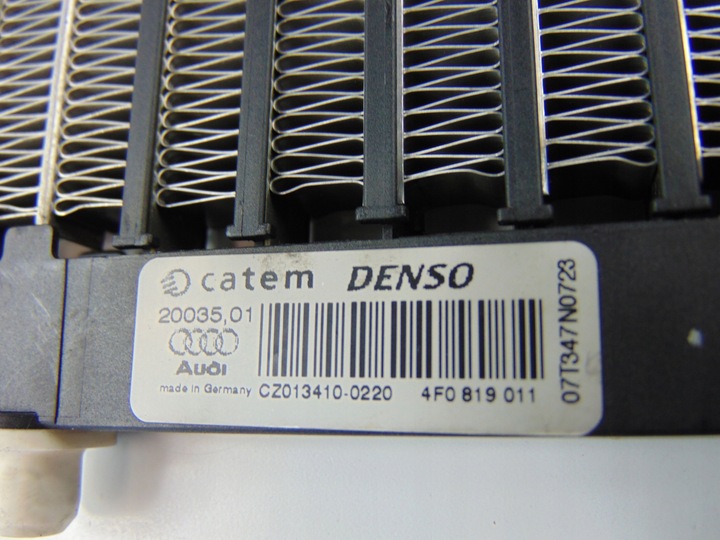 catem DENSO
20035,01
Audi
made in Germany CZ013410-0220 4F0 819 011
07T347N0723